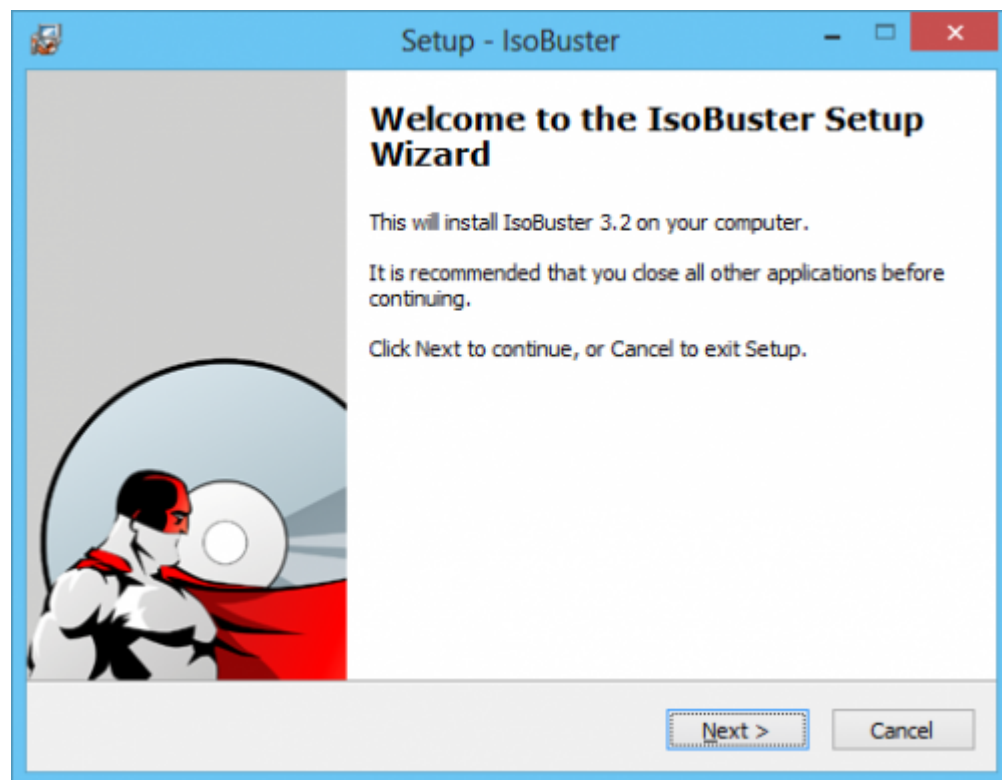 Setup - IsoBuster
Welcome to the IsoBuster Setup
Wizard
This will install IsoBuster 3.2 on your computer.
It is recommended that you close all other applications before
continuing.
Click Next to continue, or Cancel to exit Setup.
Next >
Cancel